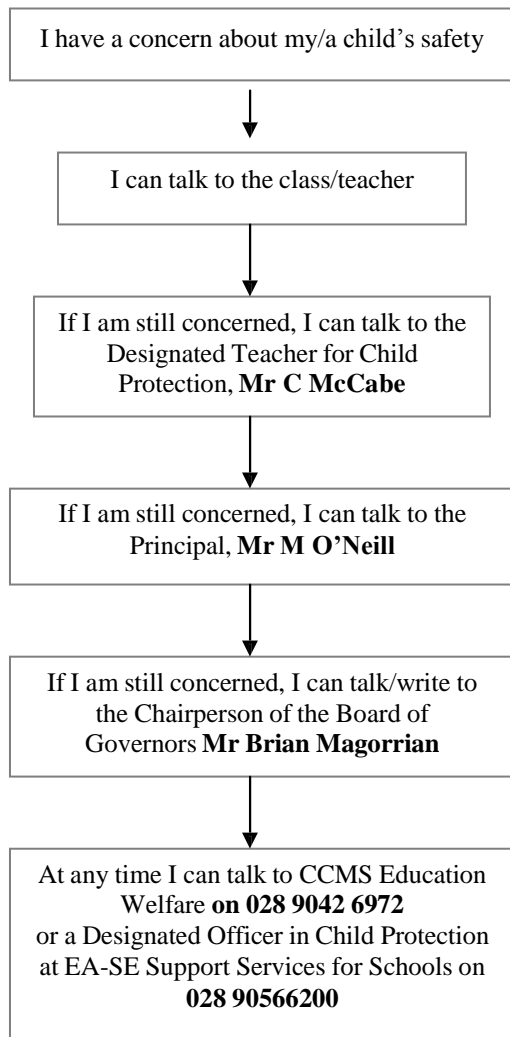 I have a concern about my/a child’s safety
I can talk to the class/teacher
If I am still concerned, I can talk to the
Designated Teacher for Child
Protection, Mr C McCabe
If I am still concerned, I can talk to the
Principal, Mr M O’Neill
If I am still concerned, I can talk/write to
the Chairperson of the Board of
Governors Mr Brian Magorrian
At any time I can talk to CCMS Education
Welfare on 028 9042 6972
or a Designated Officer in Child Protection
at EA-SE Support Services for Schools on
028 90566200